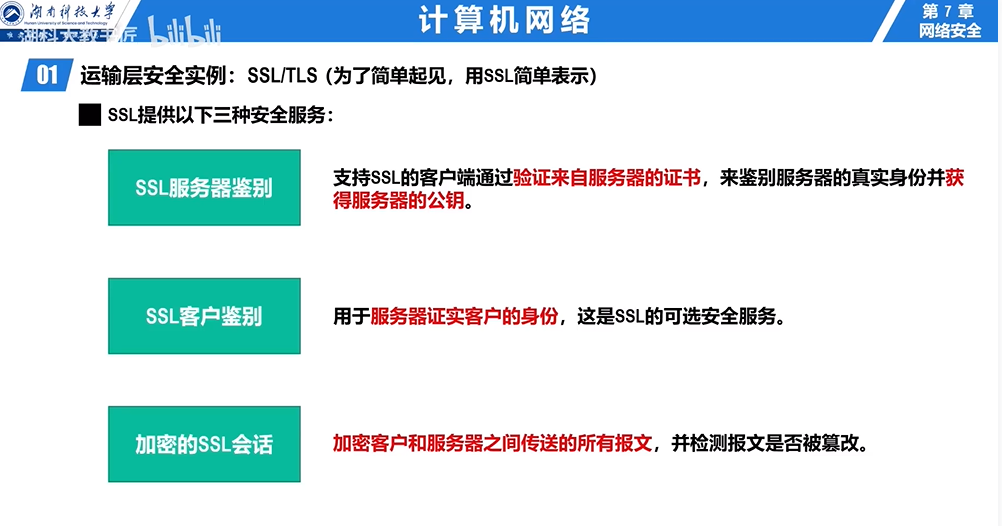 湖南科技大学
Hunan University of Science and Technology
湖科大教书匠 bilibili
计算机网络
第 7 章
网络安全
01 运输层安全实例：SSL/TLS（为了简单起见，用SSL简单表示）
SSL提供以下三种安全服务：
SSL服务器鉴别
支持SSL的客户端通过验证来自服务器的证书，来鉴别服务器的真实身份并获
得服务器的公钥。
SSL客户鉴别
用于服务器证实客户的身份，这是SSL的可选安全服务。
加密的SSL会话
加密客户和服务器之间传送的所有报文，并检测报文是否被篡改。